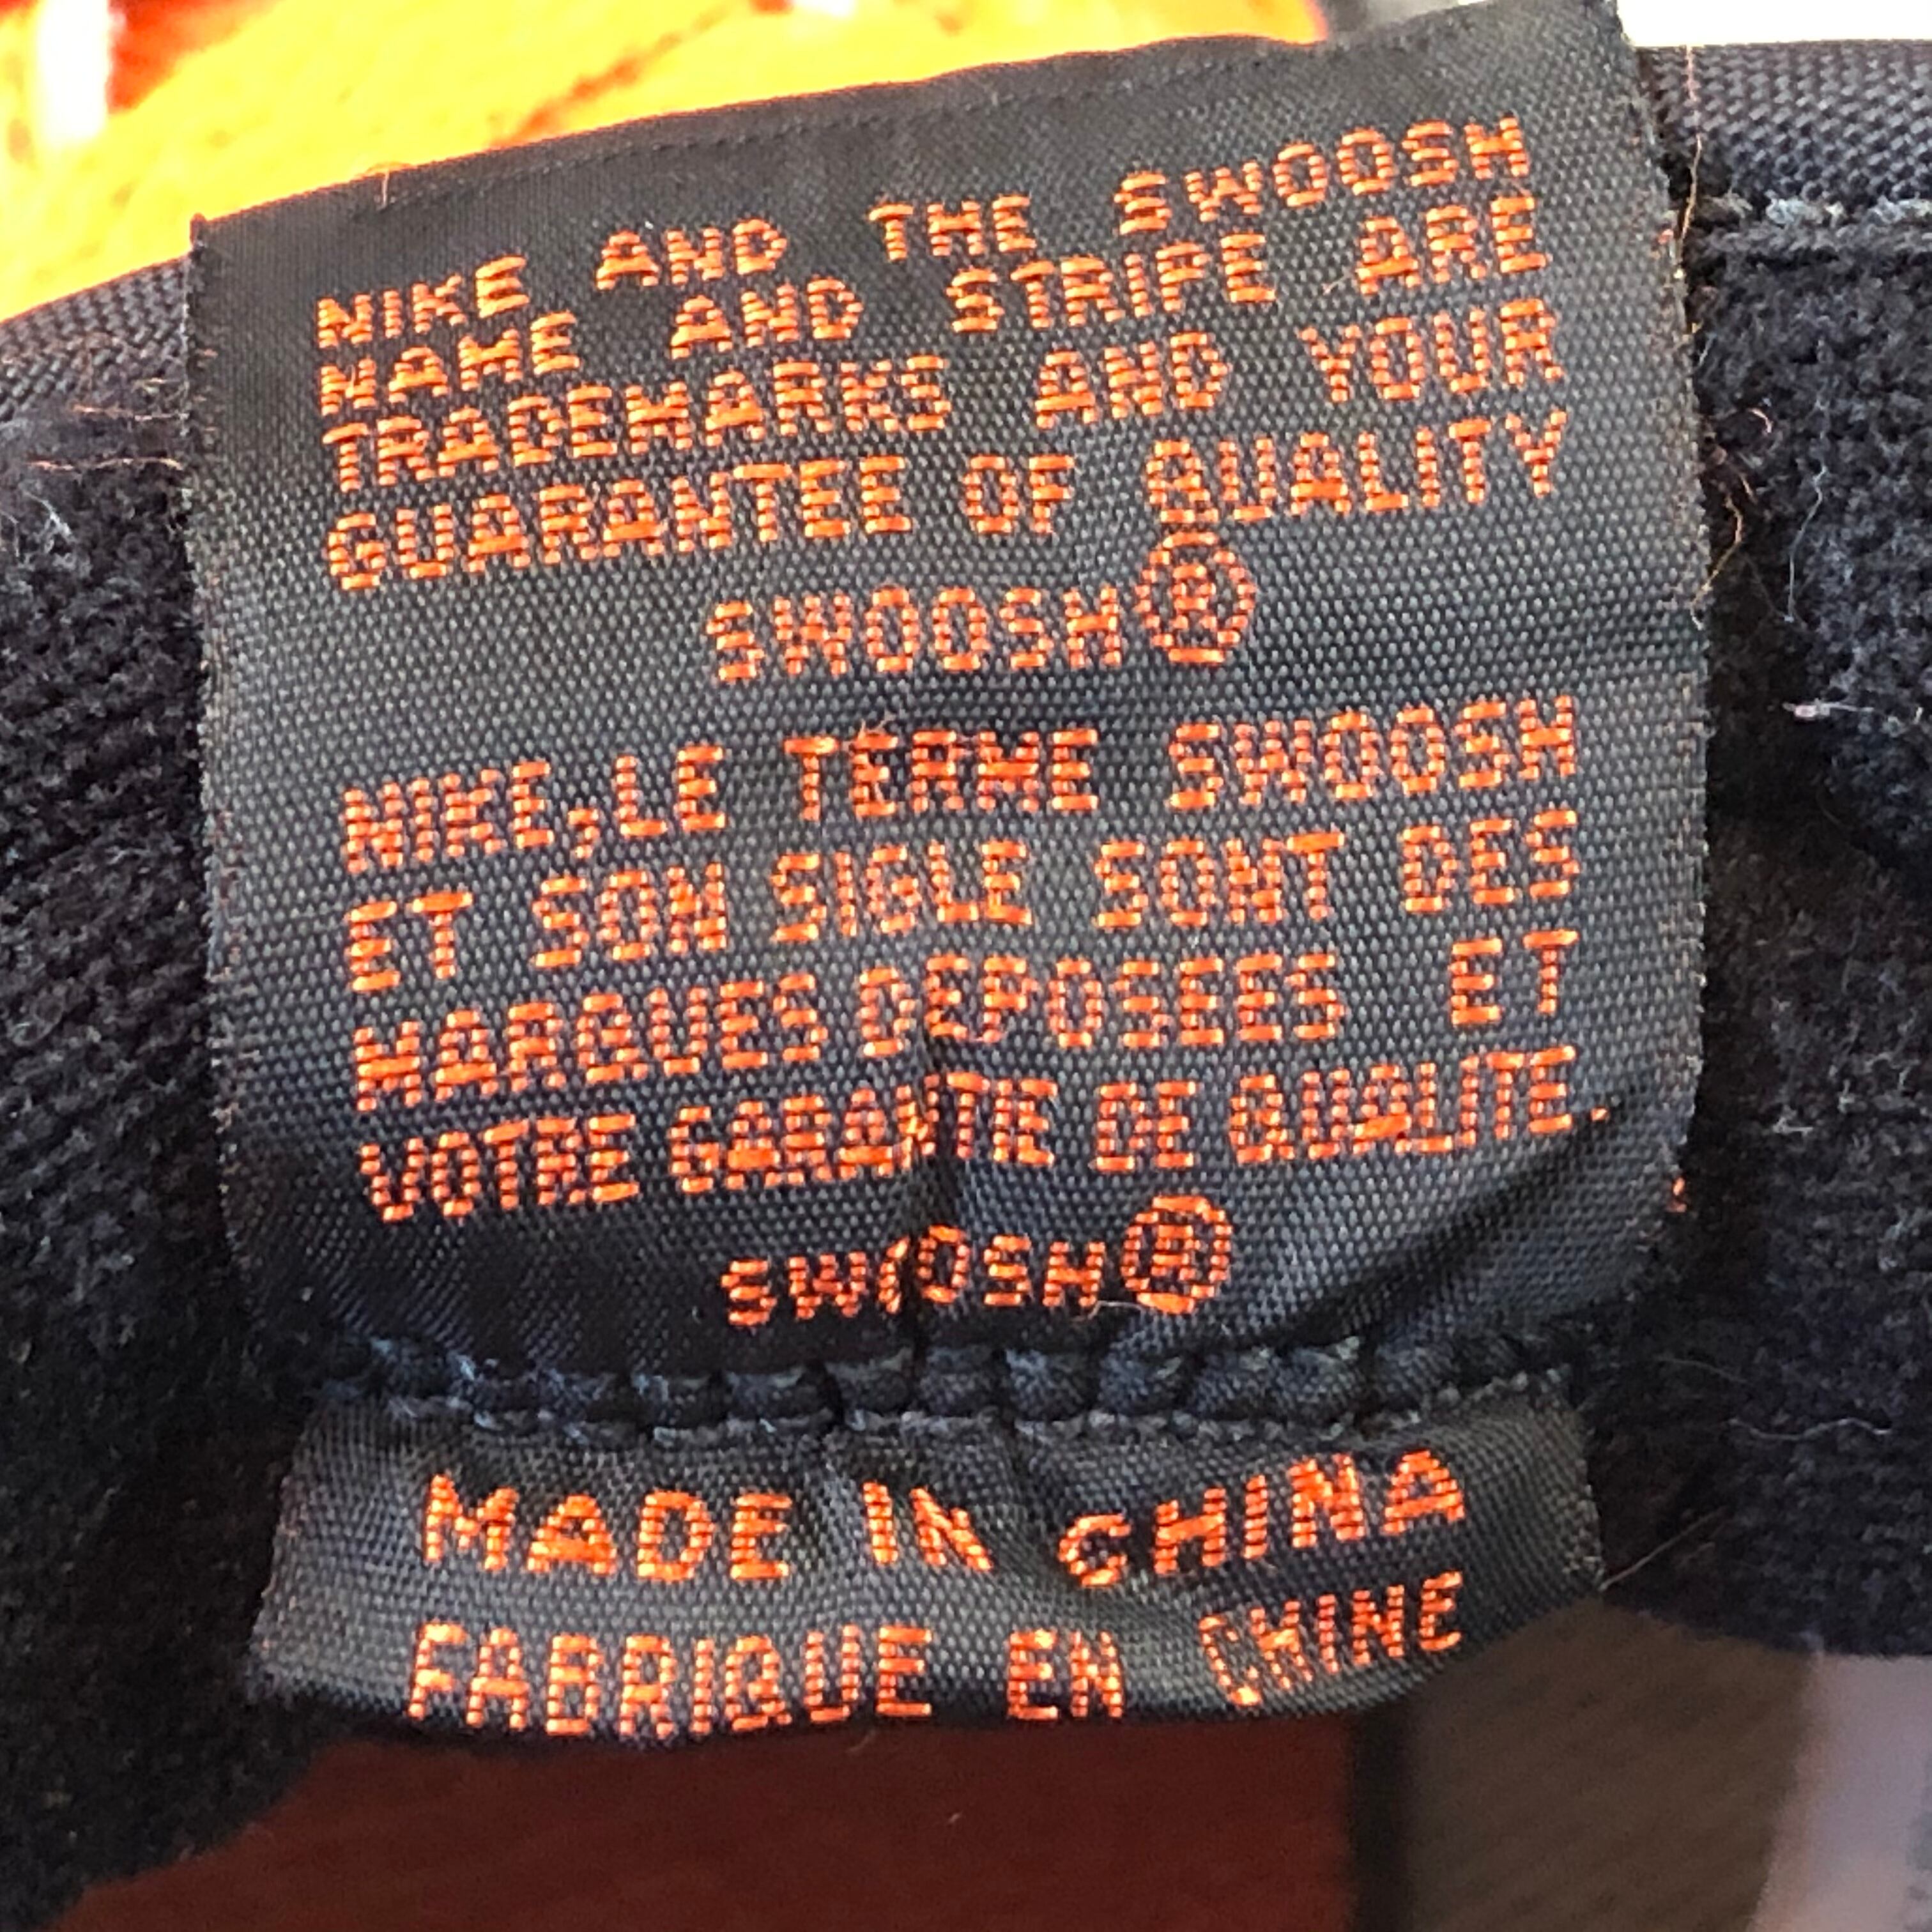 NIKE AND THE SWOOSH
NAME AND STRIPE ARE
TRADEMARKS AND YOUR
GUARANTEE OF QUALITY
SWOOSH®
NIKE,LE TERME SWOOSH
ET SON SIGLE SONT DES
MARQUES DEPOSEES ET
VOTRE GARANTIE DE QUALITE.
SWOOSH®
MADE IN CHINA
FABRIQUE EN CHINE